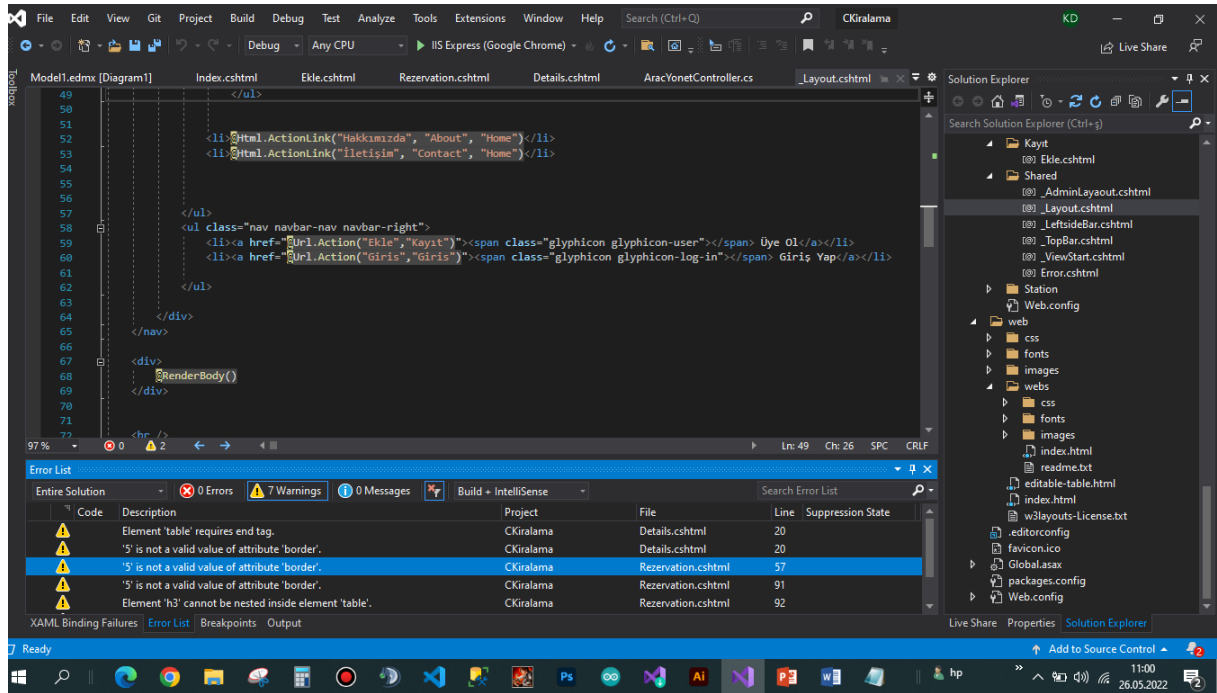 File Edit View Git Project Build Debug Test Analyze Tools Extensions Window Help Search (Ctrl+Q) CKiralama KD
Debug Any CPU IIS Express (Google Chrome) Live Share
Toolbox
Model1.edmx [Diagram1] Index.cshtml Ekle.cshtml Rezervation.cshtml Details.cshtml AracYonetController.cs _Layout.cshtml
49 </ul>
50
51
52 <li>@Html.ActionLink("Hakkımızda", "About", "Home")</li>
53 <li>@Html.ActionLink("İletişim", "Contact", "Home")</li>
54
55
56
57 </ul>
58 <ul class="nav navbar-nav navbar-right">
59 <li><a href="@Url.Action("Ekle","Kayıt")"><span class="glyphicon glyphicon-user"></span> Üye Ol</a></li>
60 <li><a href="@Url.Action("Giris","Giris")"><span class="glyphicon glyphicon-log-in"></span> Giriş Yap</a></li>
61
62 </ul>
63
64 </div>
65 </nav>
66
67 <div>
68 @RenderBody()
69 </div>
70
71
72 <hr />
97 % 0 2 Ln: 49 Ch: 26 SPC CRLF
Error List
Entire Solution 0 Errors 7 Warnings 0 Messages Build + IntelliSense Search Error List
Code Description Project File Line Suppression State
Element 'table' requires end tag. CKiralama Details.cshtml 20
'5' is not a valid value of attribute 'border'. CKiralama Details.cshtml 20
'5' is not a valid value of attribute 'border'. CKiralama Rezervation.cshtml 57
'5' is not a valid value of attribute 'border'. CKiralama Rezervation.cshtml 91
Element 'h3' cannot be nested inside element 'table'. CKiralama Rezervation.cshtml 92
XAML Binding Failures Error List Breakpoints Output
Solution Explorer
Search Solution Explorer (Ctrl+ş)
Kayıt
Ekle.cshtml
Shared
_AdminLayaout.cshtml
_Layout.cshtml
_LeftsideBar.cshtml
_TopBar.cshtml
_ViewStart.cshtml
Error.cshtml
Station
Web.config
web
css
fonts
images
webs
css
fonts
images
index.html
readme.txt
editable-table.html
index.html
w3layouts-License.txt
.editorconfig
favicon.ico
Global.asax
packages.config
Web.config
Live Share Properties Solution Explorer
Ready Add to Source Control 2
Ps Ai hp 11:00
26.05.2022 2